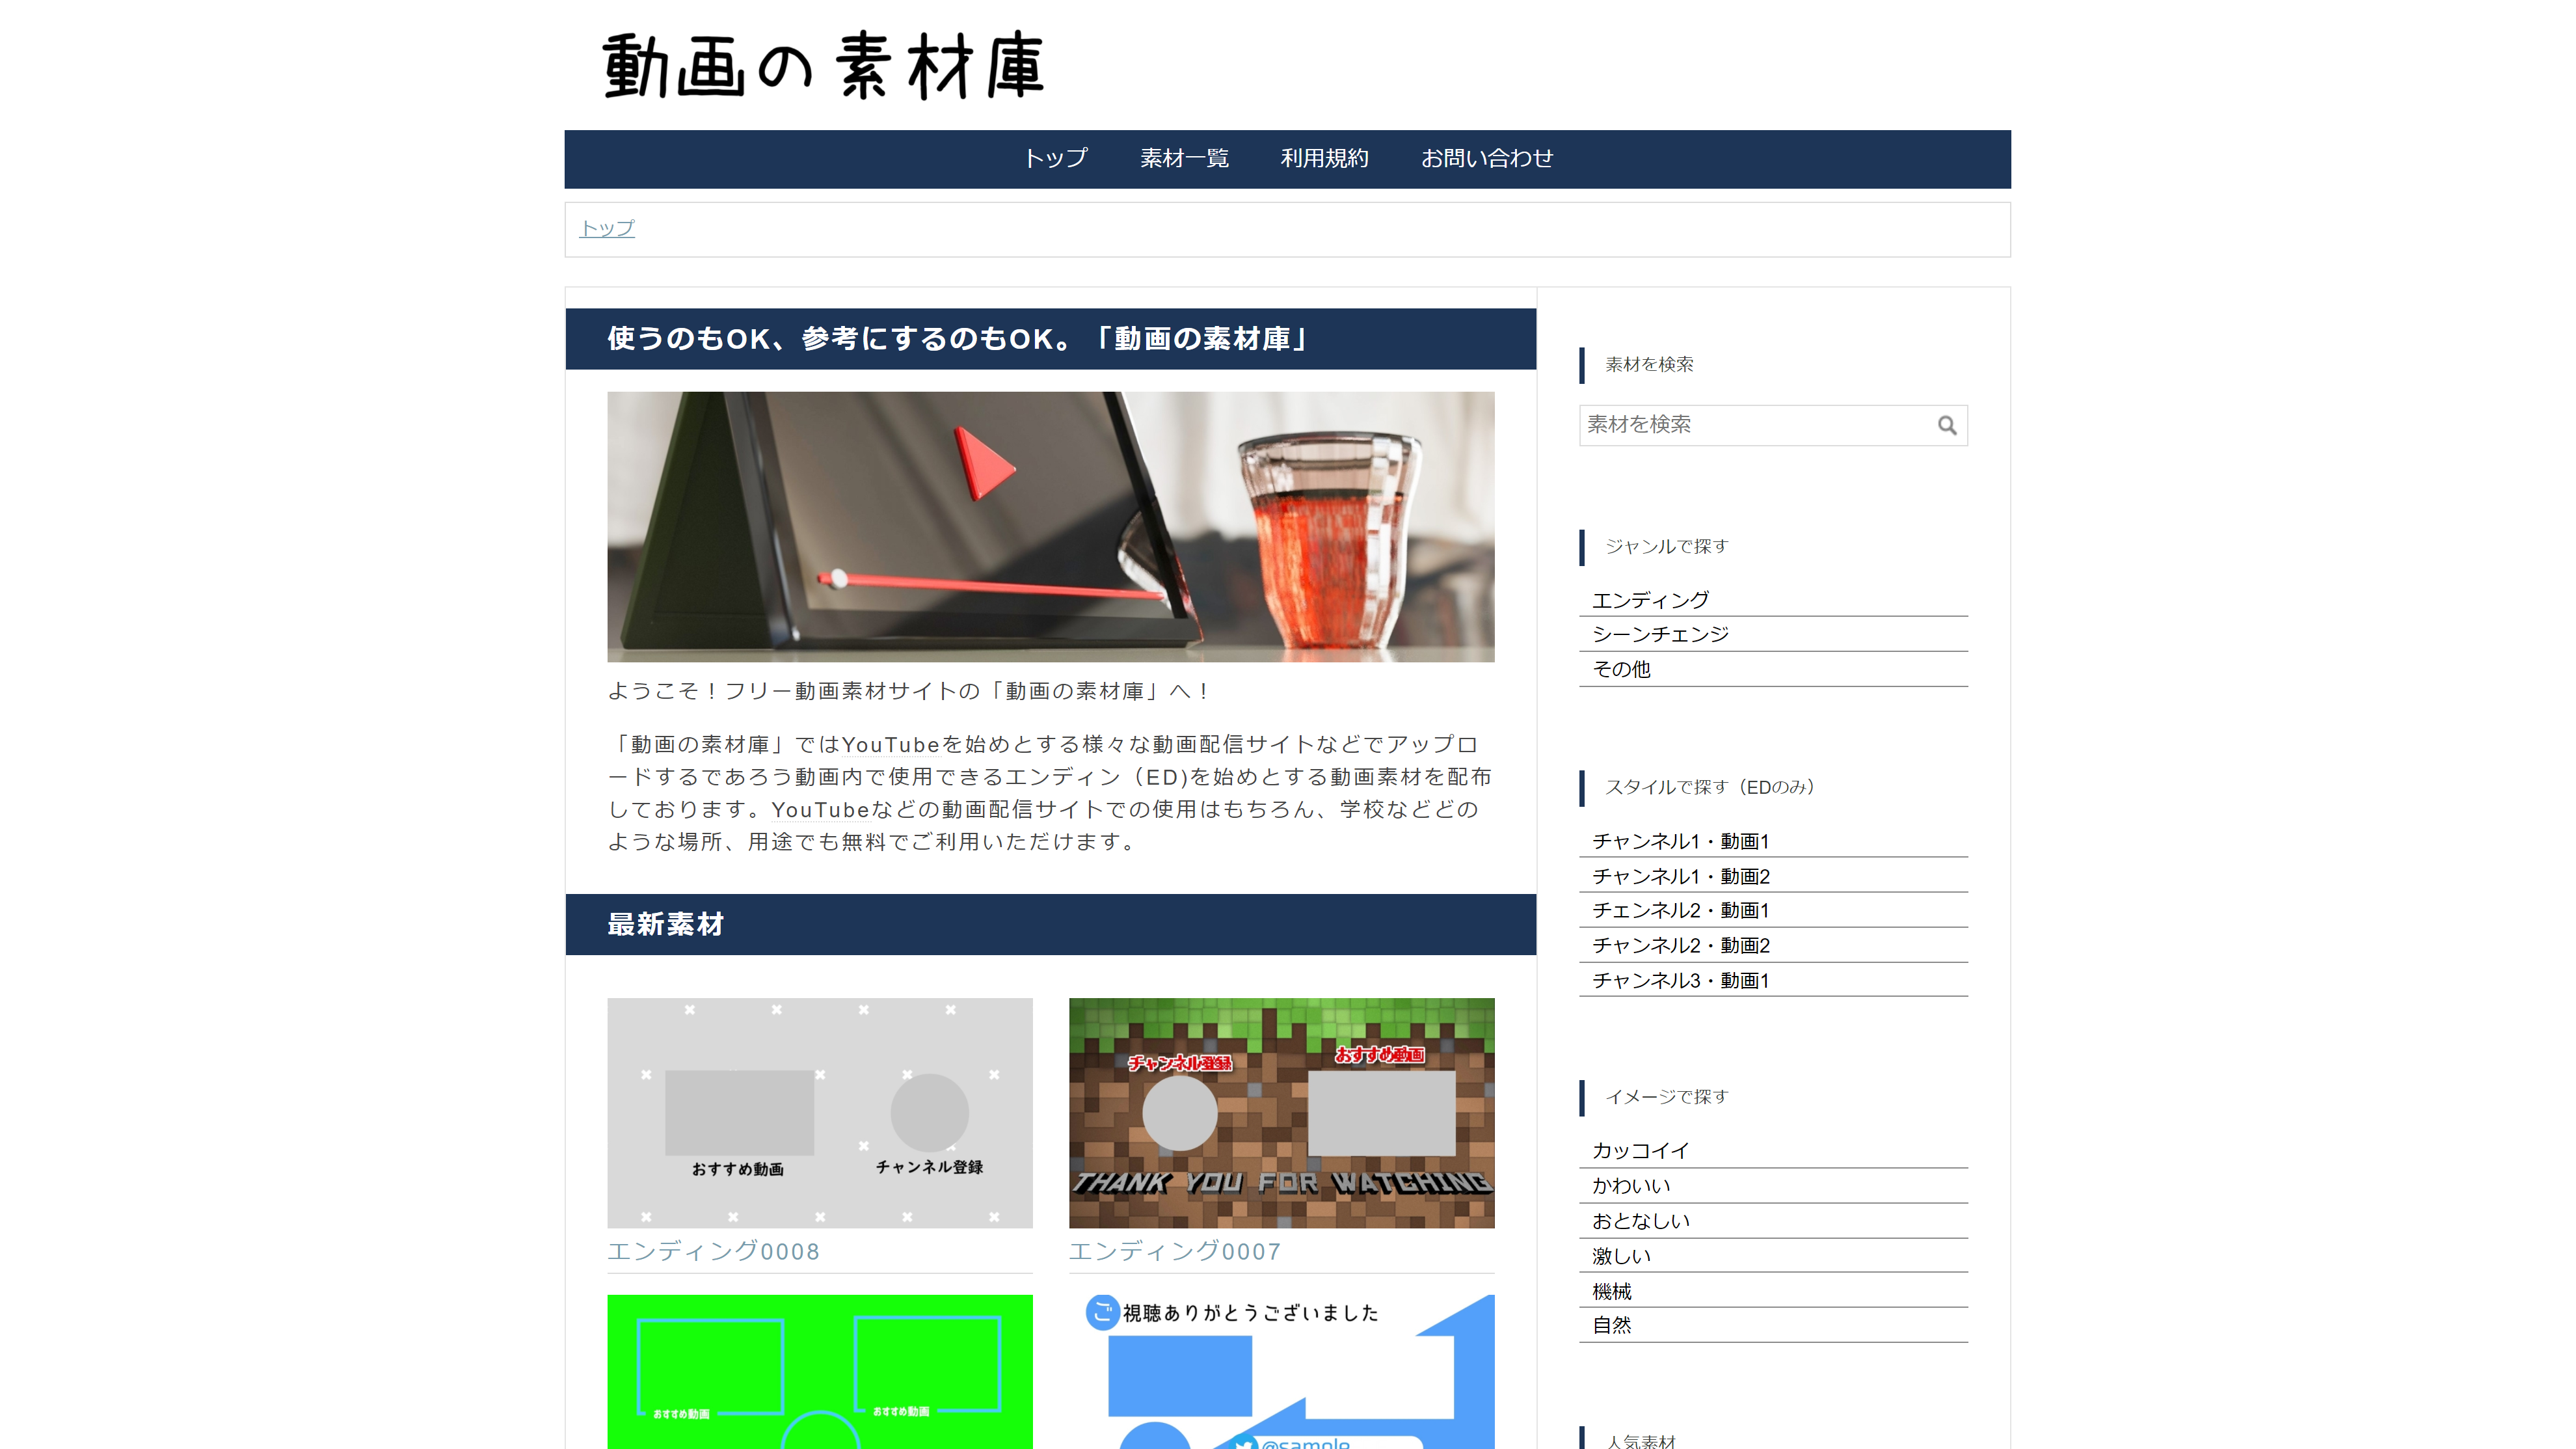 動画の素材庫
トップ 素材一覧 利用規約 お問い合わせ
トップ
使うのもOK、参考にするのもOK。「動画の素材庫」
ようこそ！フリー動画素材サイトの「動画の素材庫」へ！
「動画の素材庫」ではYouTubeを始めとする様々な動画配信サイトなどでアップロ
ードするであろう動画内で使用できるエンディン（ED)を始めとする動画素材を配布
しております。YouTubeなどの動画配信サイトでの使用はもちろん、学校などどの
ような場所、用途でも無料でご利用いただけます。
最新素材
おすすめ動画
チャンネル登録
エンディング0008
チャンネル登録
おすすめ動画
THANK YOU FOR WATCHING
エンディング0007
おすすめ動画
おすすめ動画
ご視聴ありがとうございました
@sample
素材を検索
素材を検索
ジャンルで探す
エンディング
シーンチェンジ
その他
スタイルで探す（EDのみ）
チャンネル1・動画1
チャンネル1・動画2
チェンネル2・動画1
チャンネル2・動画2
チャンネル3・動画1
イメージで探す
カッコイイ
かわいい
おとなしい
激しい
機械
自然
人気素材